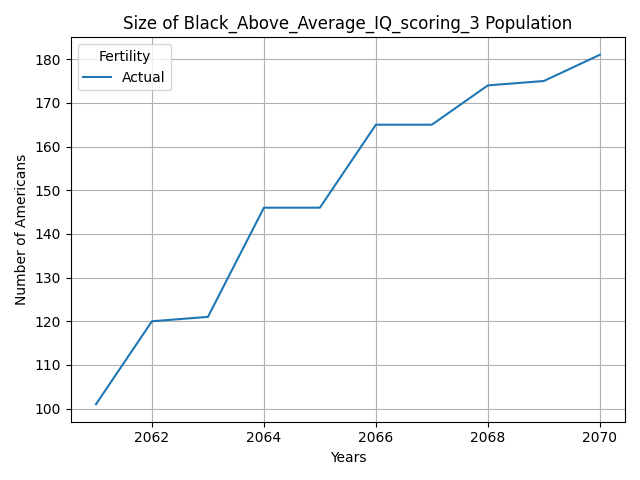 Size of Black_Above_Average_IQ_scoring_3 Population
Fertility
Actual
180
170
160
150
140
130
120
110
100
Number of Americans
2062 2064 2066 2068 2070
Years